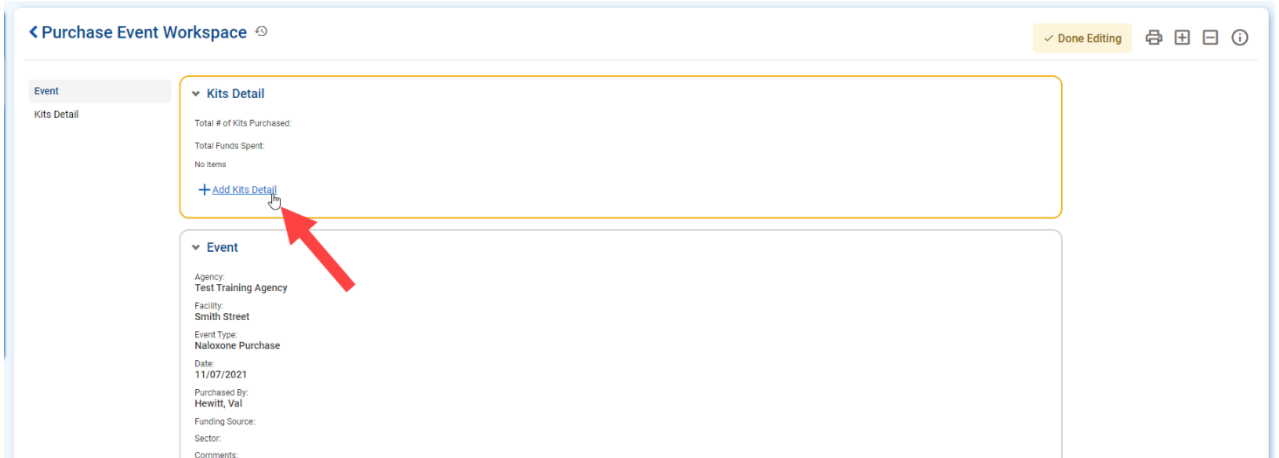 Purchase Event Workspace
Done Editing
Event
Kits Detail
Kits Detail
Total # of Kits Purchased:
Total Funds Spent:
No Items
Add Kits Detail
Event
Agency:
Test Training Agency
Facility:
Smith Street
Event Type:
Naloxone Purchase
Date:
11/07/2021
Purchased By:
Hewitt, Val
Funding Source:
Sector:
Comments: